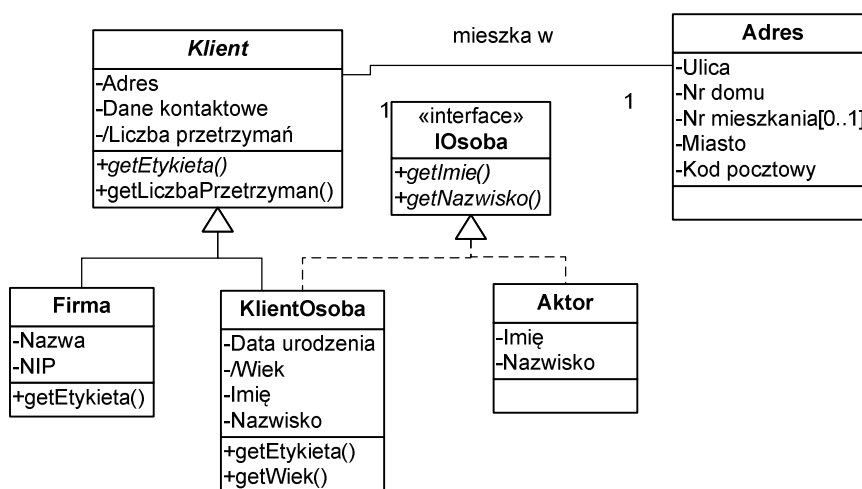 Klient
-Adres
-Dane kontaktowe
-/Liczba przetrzymań
+getEtykieta()
+getLiczbaPrzetrzyman()
mieszka w
1
1
Adres
-Ulica
-Nr domu
-Nr mieszkania[0..1]
-Miasto
-Kod pocztowy
«interface»
IOsoba
+getImie()
+getNazwisko()
Firma
-Nazwa
-NIP
+getEtykieta()
KlientOsoba
-Data urodzenia
-/Wiek
-Imię
-Nazwisko
+getEtykieta()
+getWiek()
Aktor
-Imię
-Nazwisko